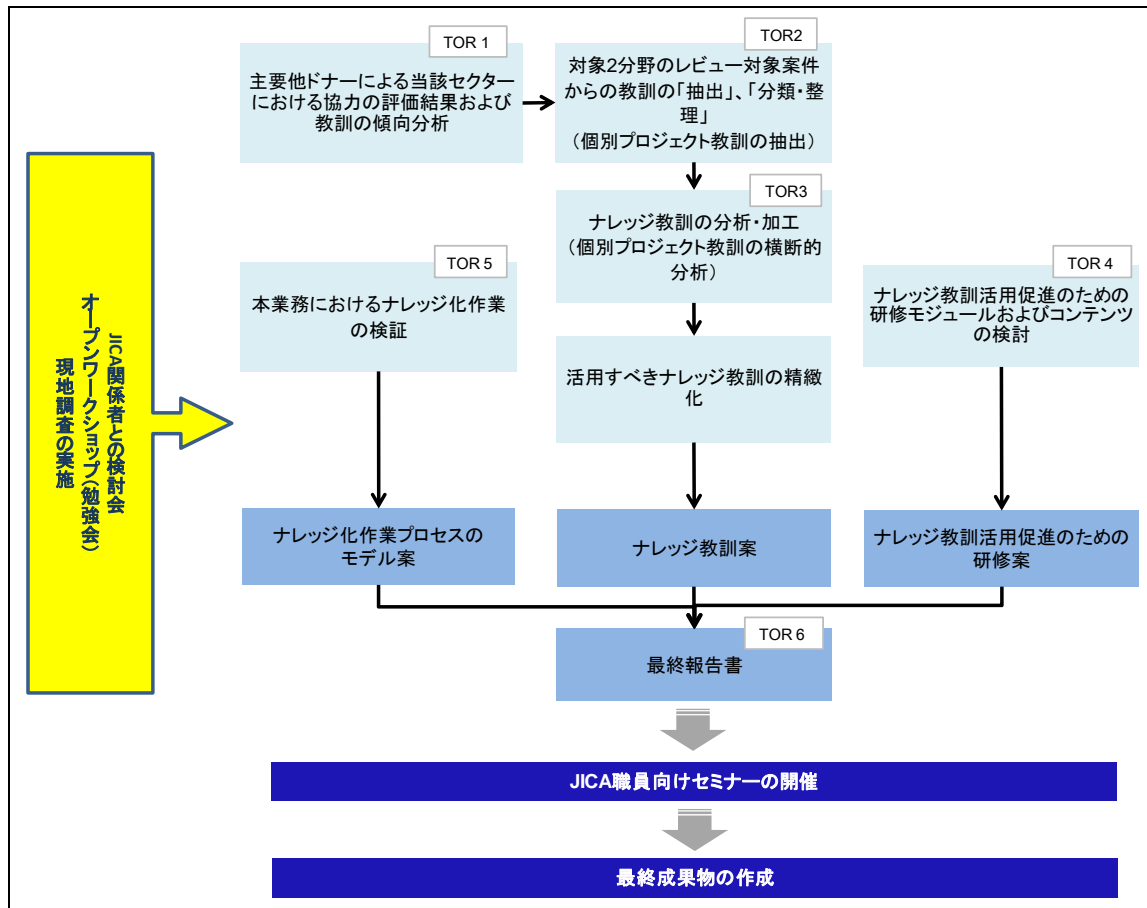 TOR 1
主要他ドナーによる当該セクター
における協力の評価結果および
教訓の傾向分析
TOR2
対象2分野のレビュー対象案件
からの教訓の「抽出」、「分類・整
理」
（個別プロジェクト教訓の抽出）
TOR3
ナレッジ教訓の分析・加工
（個別プロジェクト教訓の横断的
分析）
JICA関係者との検討会
オープンワークショップ（勉強会）
現地調査の実施
TOR 5
本業務におけるナレッジ化作業
の検証
活用すべきナレッジ教訓の精緻
化
TOR 4
ナレッジ教訓活用促進のための
研修モジュールおよびコンテンツ
の検討
ナレッジ化作業プロセスの
モデル案
ナレッジ教訓案
ナレッジ教訓活用促進のための
研修案
TOR 6
最終報告書
JICA職員向けセミナーの開催
最終成果物の作成